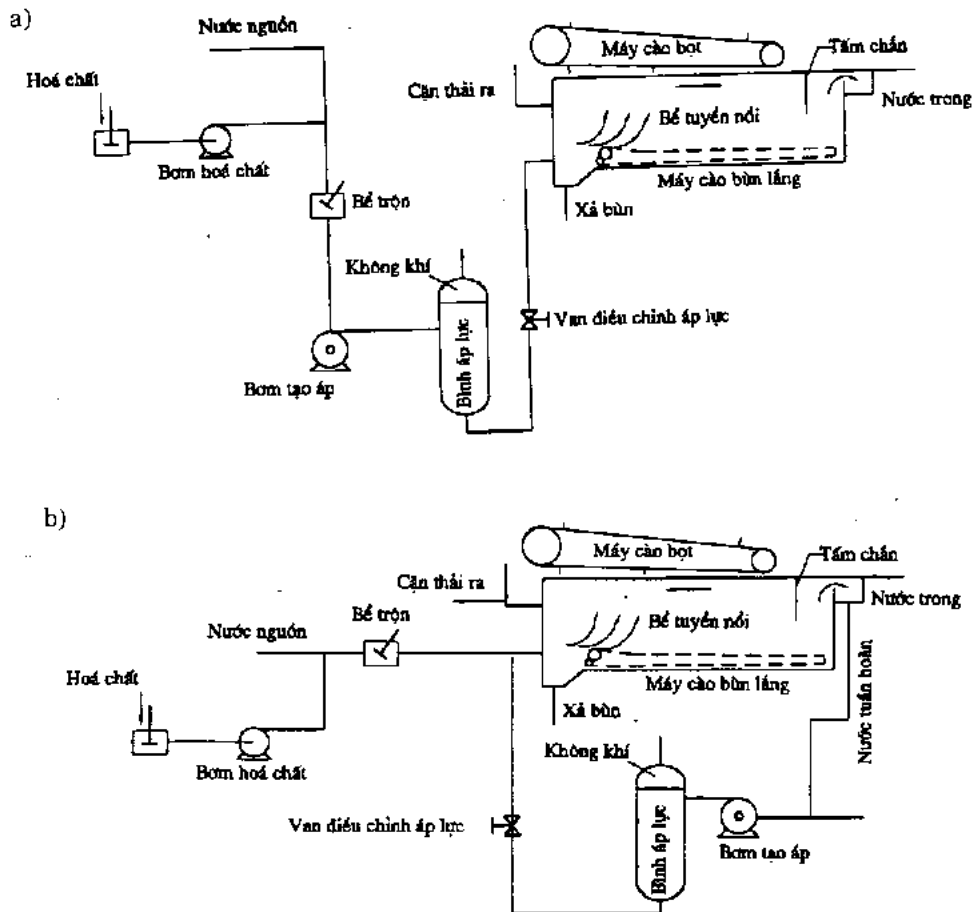 a)
Nước nguồn
Máy cào bọt
Tấm chắn
Hoá chất
Cặn thải ra
Nước trong
Bể tuyển nổi
Bơm hoá chất
Máy cào bùn lắng
Bể trộn
Xả bùn
Không khí
Bình áp lực
Van điều chỉnh áp lực
Bơm tạo áp
b)
Máy cào bọt
Tấm chắn
Cặn thải ra
Nước trong
Bể trộn
Bể tuyển nổi
Nước nguồn
Hoá chất
Máy cào bùn lắng
Xả bùn
Nước tuần hoàn
Bơm hoá chất
Không khí
Van điều chỉnh áp lực
Bình áp lực
Bơm tạo áp